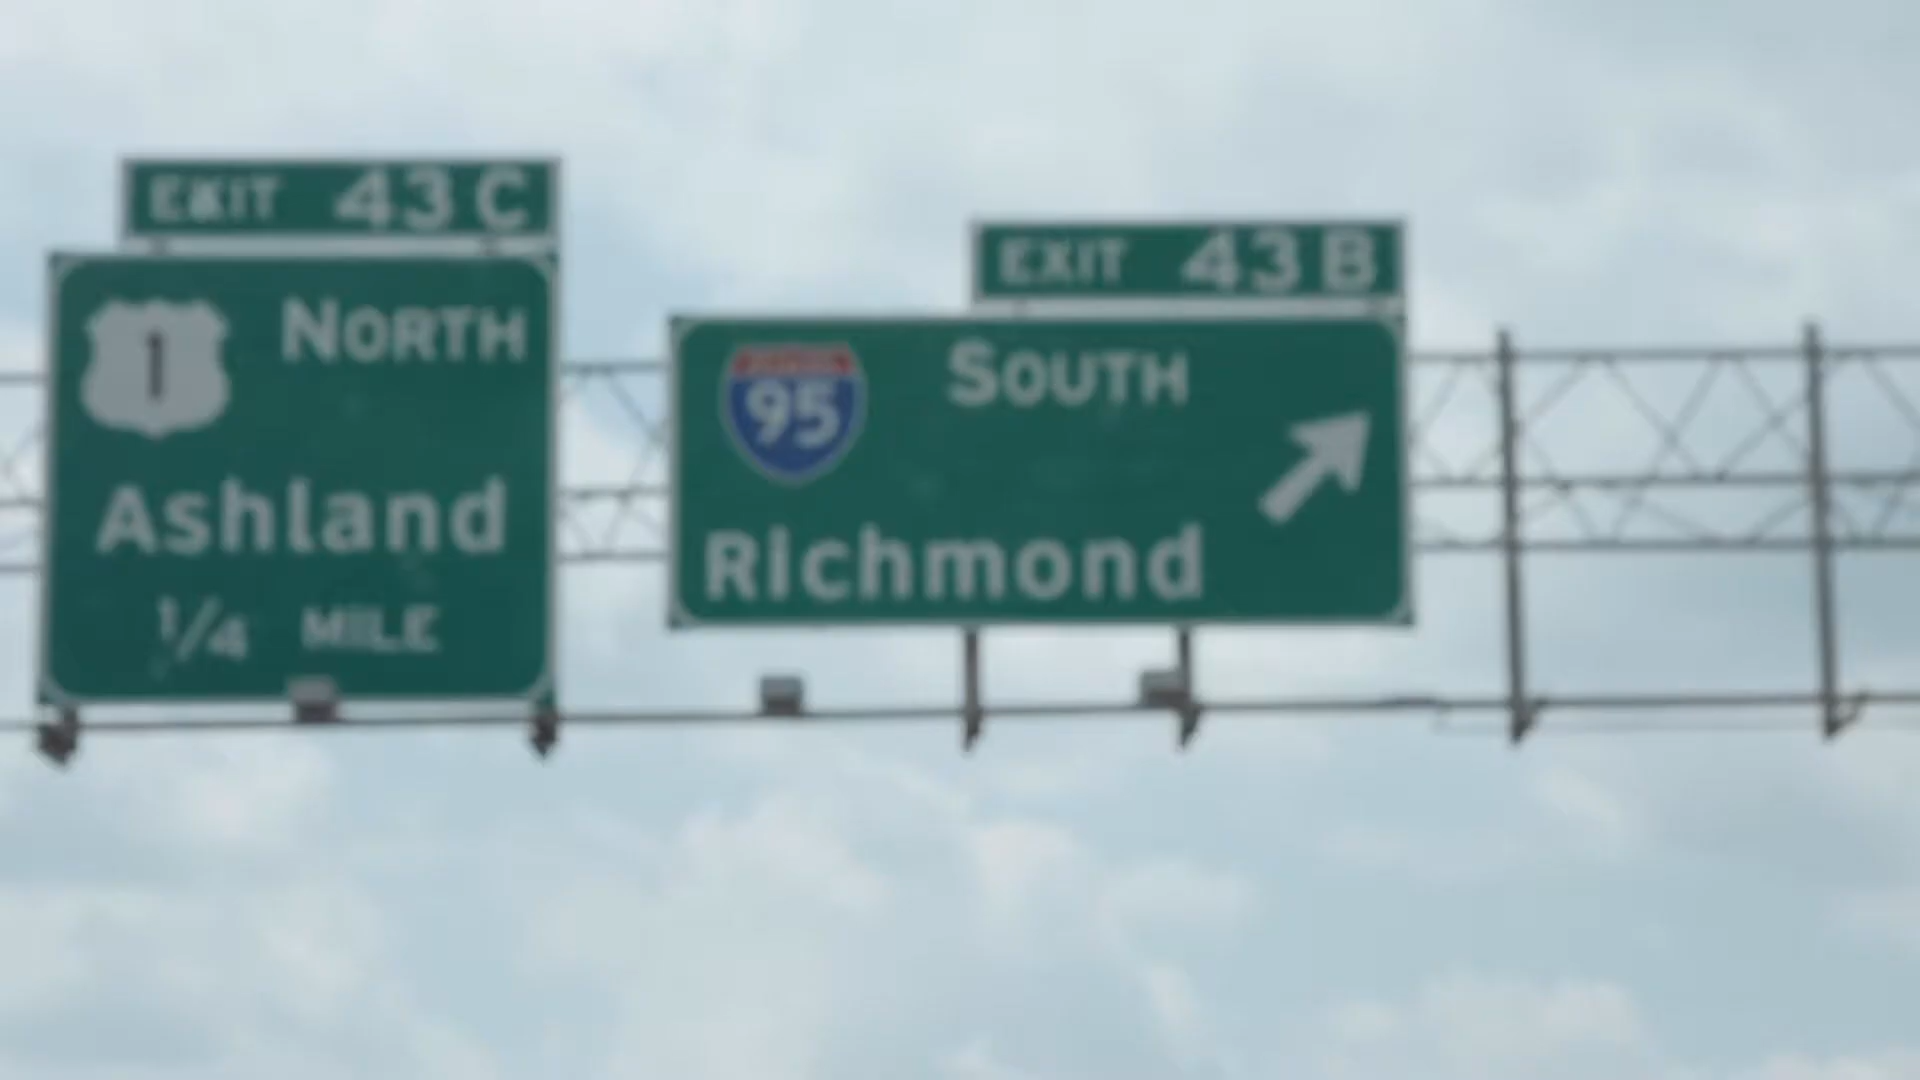 EXIT 43 C
1 NORTH
Ashland
1/4 MILE
EXIT 43 B
95 SOUTH
Richmond